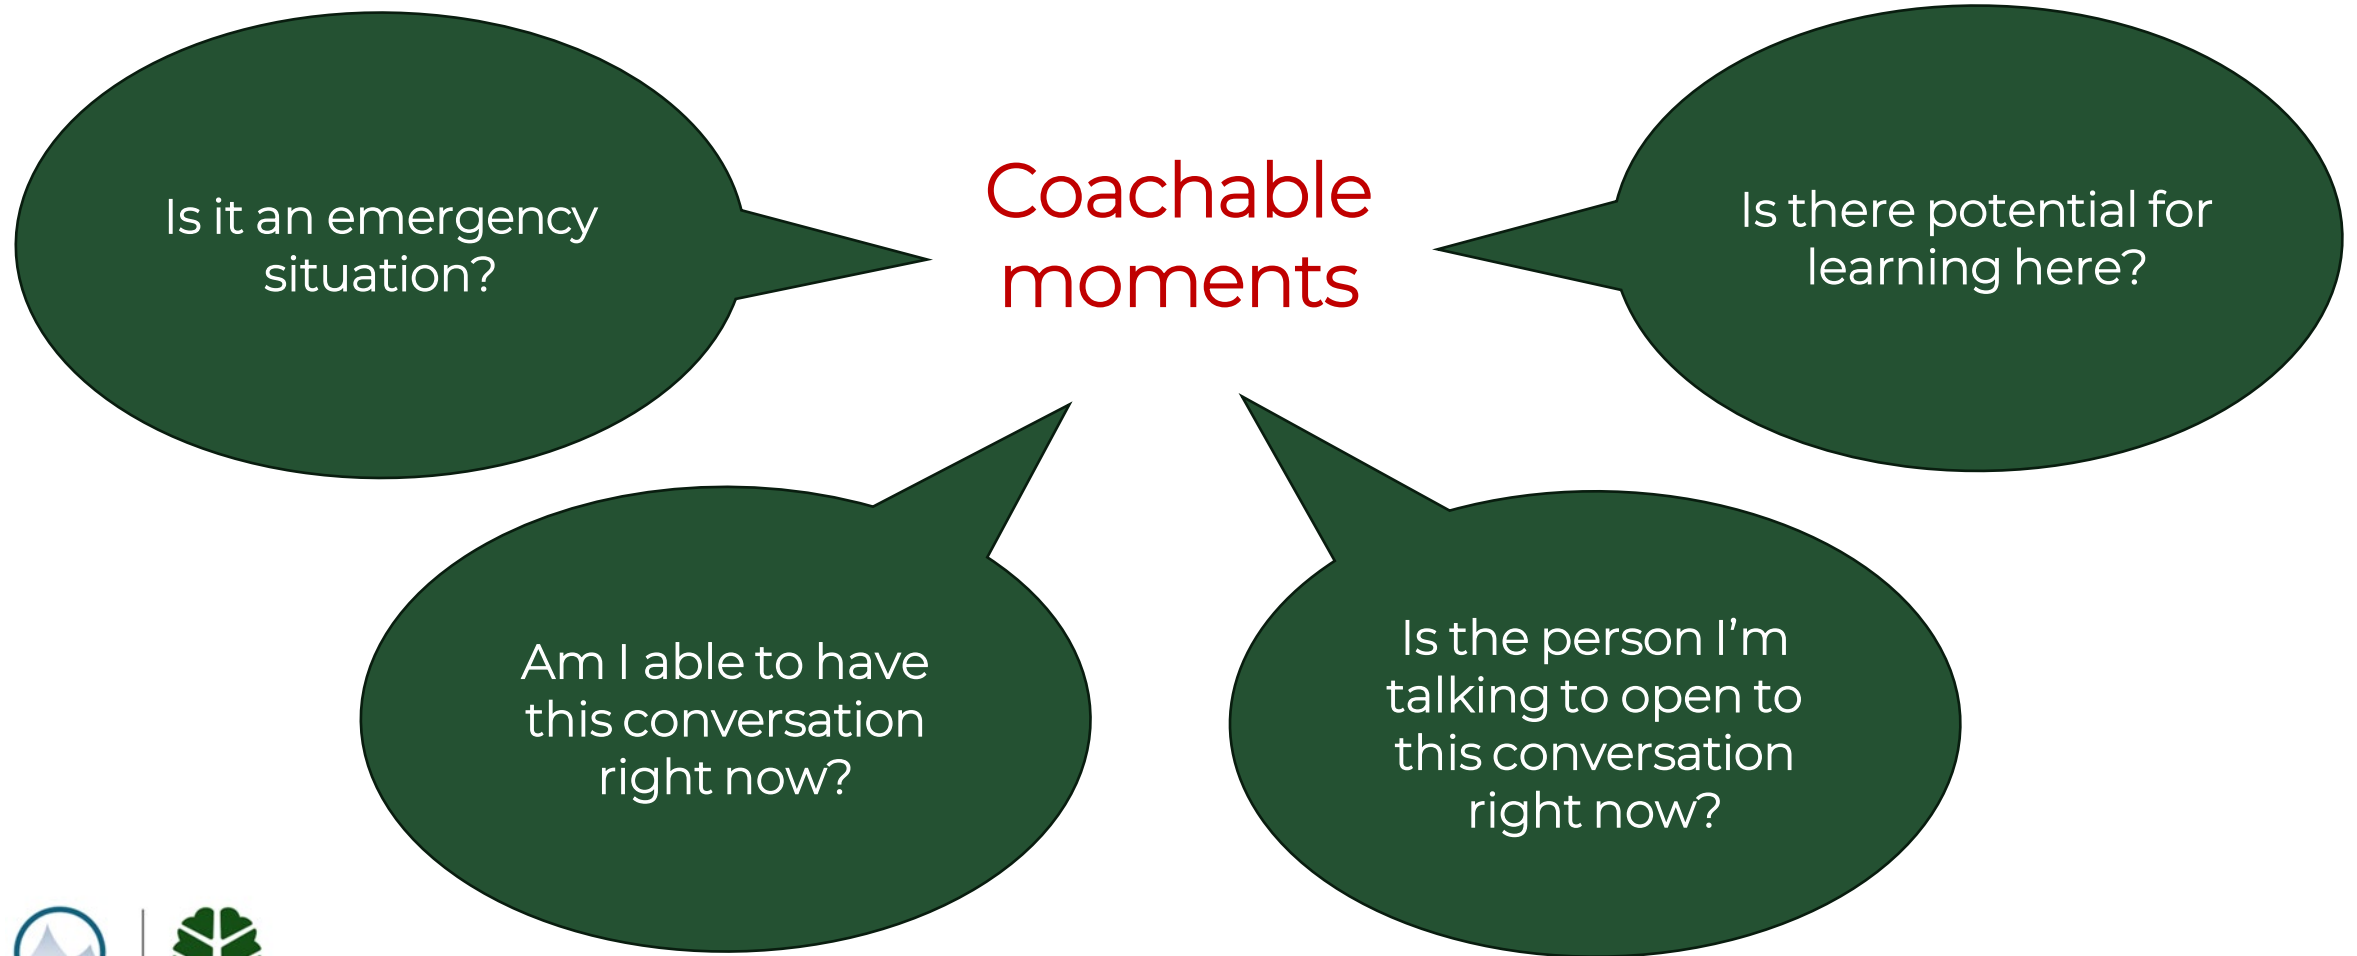 Coachable
moments
Is it an emergency
situation?
Is there potential for
learning here?
Am I able to have
this conversation
right now?
Is the person I’m
talking to open to
this conversation
right now?